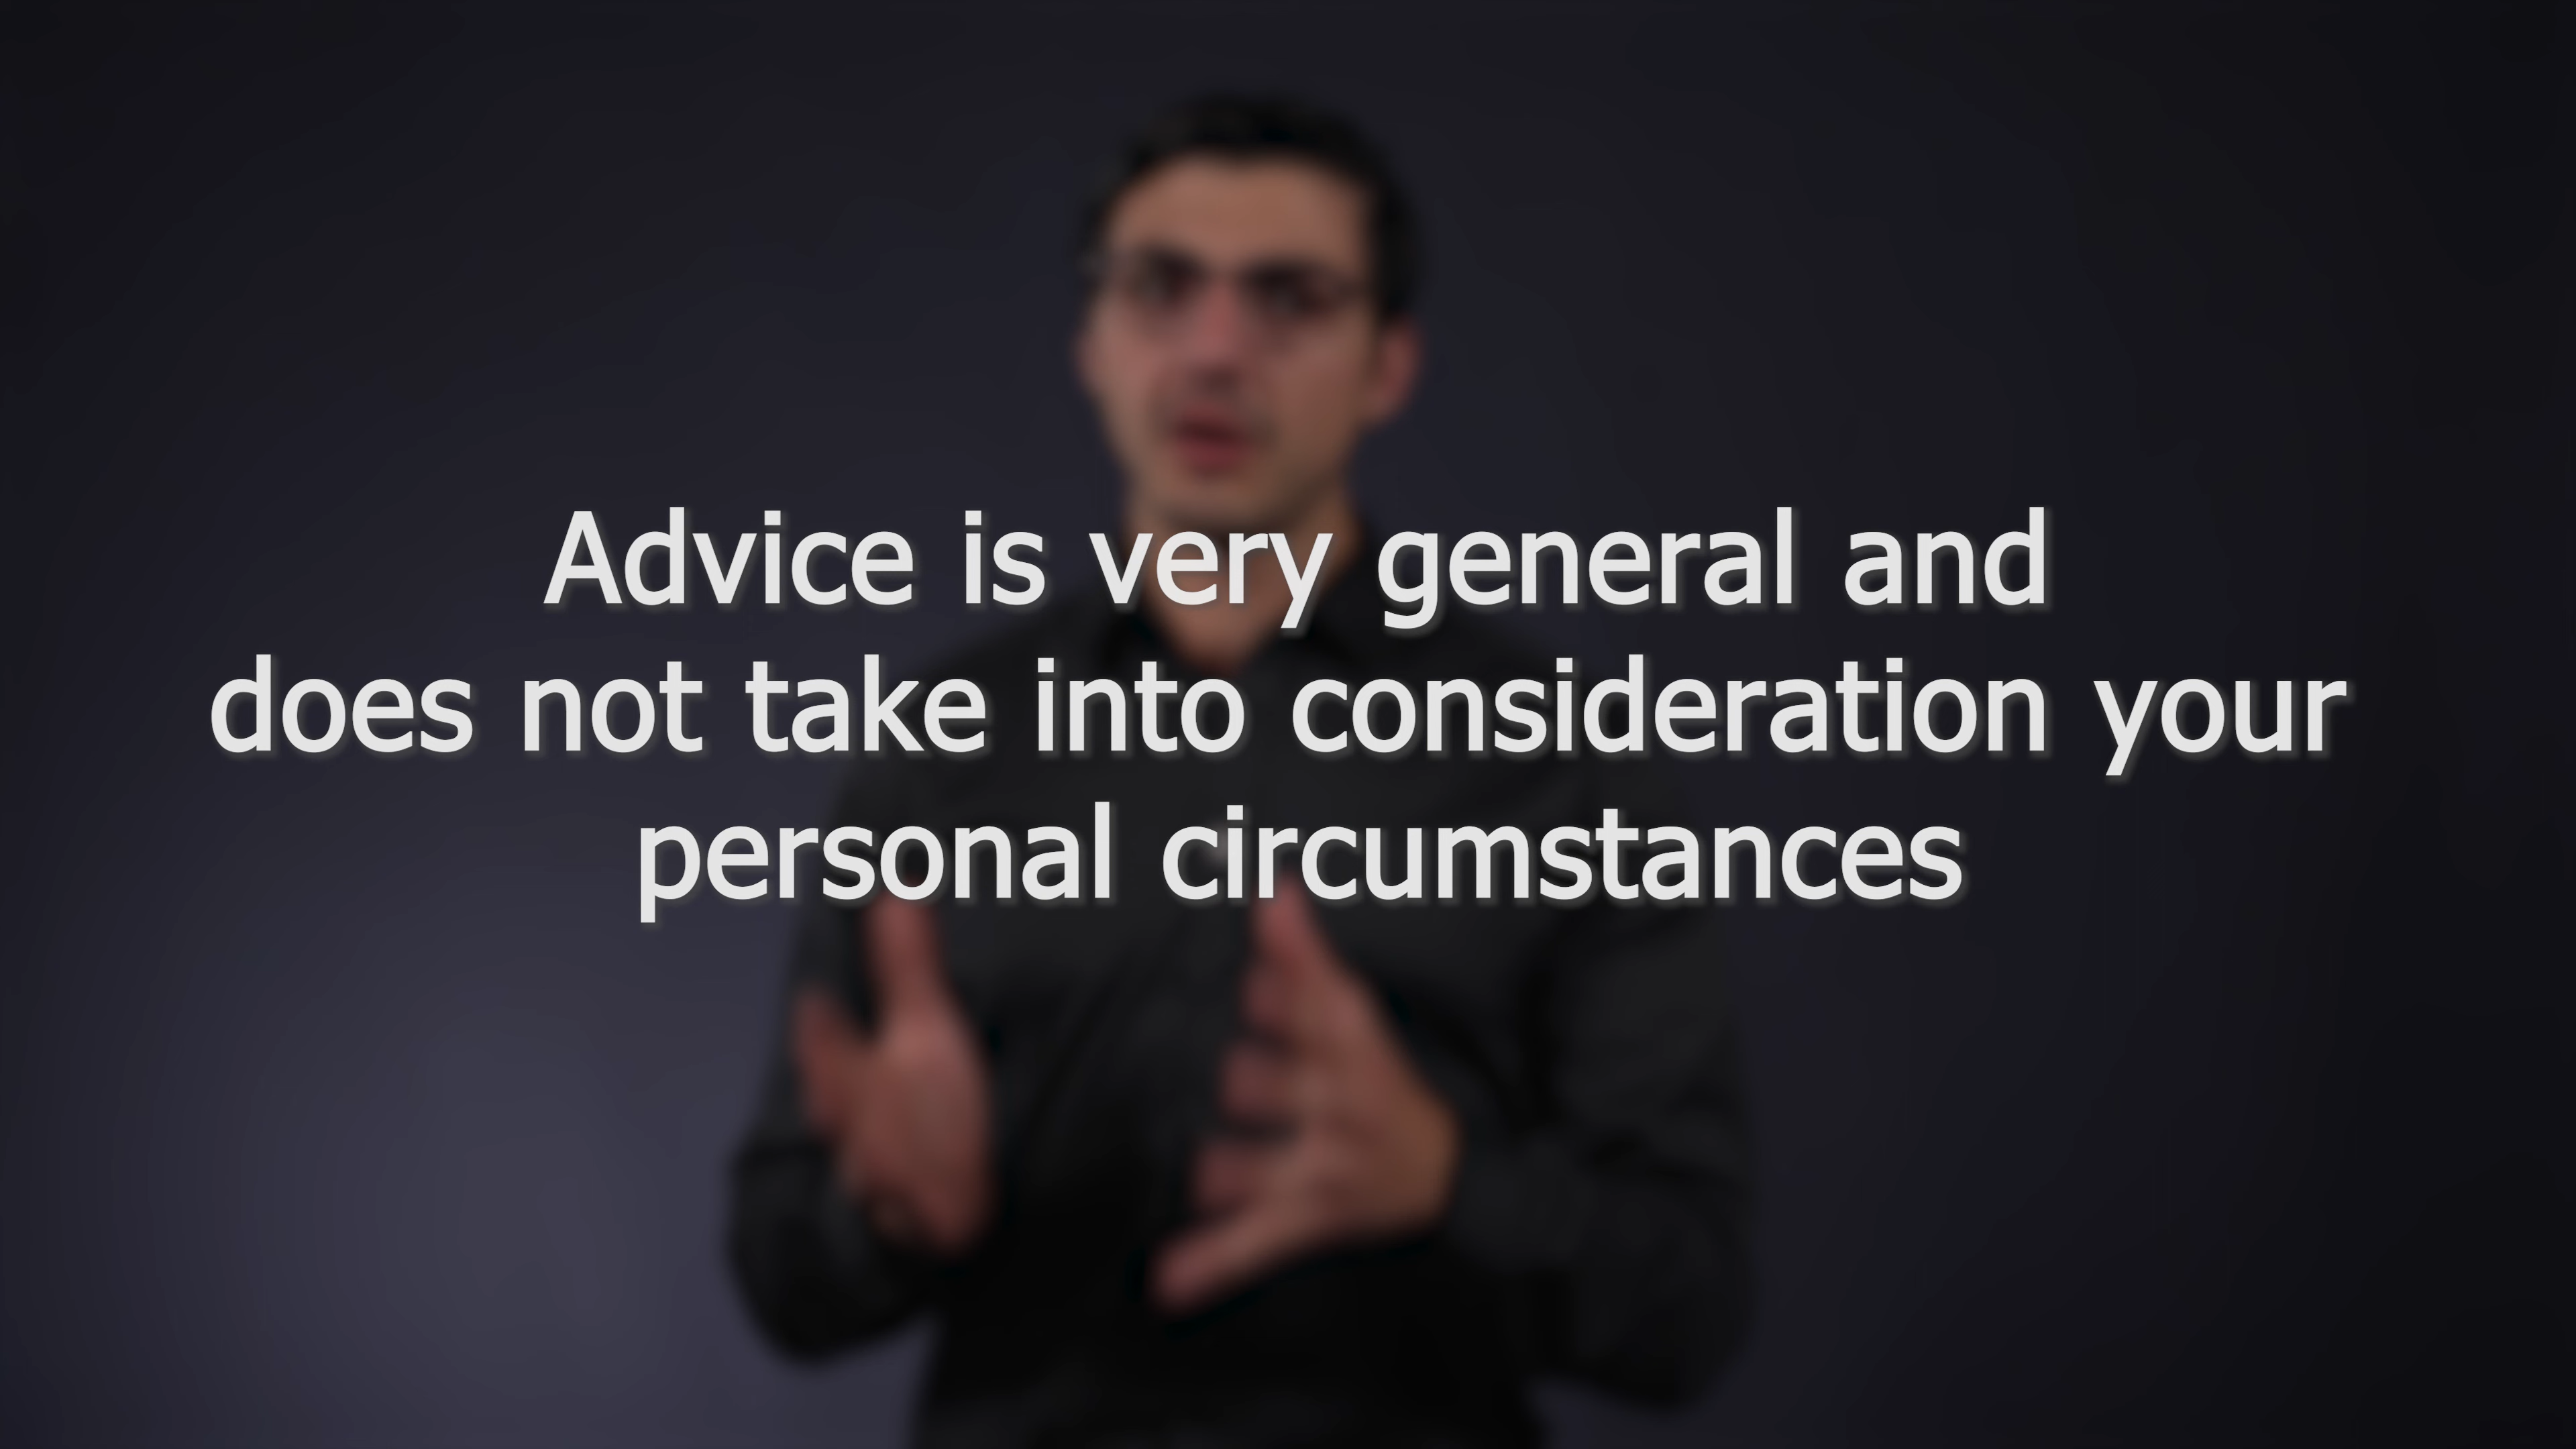 Advice is very general and
does not take into consideration your
personal circumstances